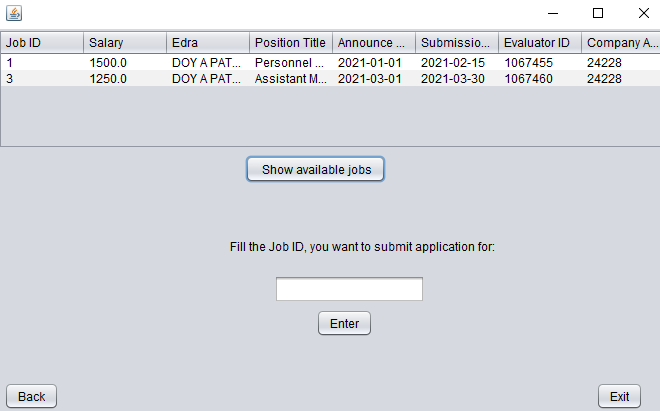 Job ID Salary Edra Position Title Announce ... Submissio... Evaluator ID Company A...
1 1500.0 DOY A PAT... Personnel ... 2021-01-01 2021-02-15 1067455 24228
3 1250.0 DOY A PAT... Assistant M... 2021-03-01 2021-03-30 1067460 24228
Show available jobs
Fill the Job ID, you want to submit application for:
Enter
Back Exit